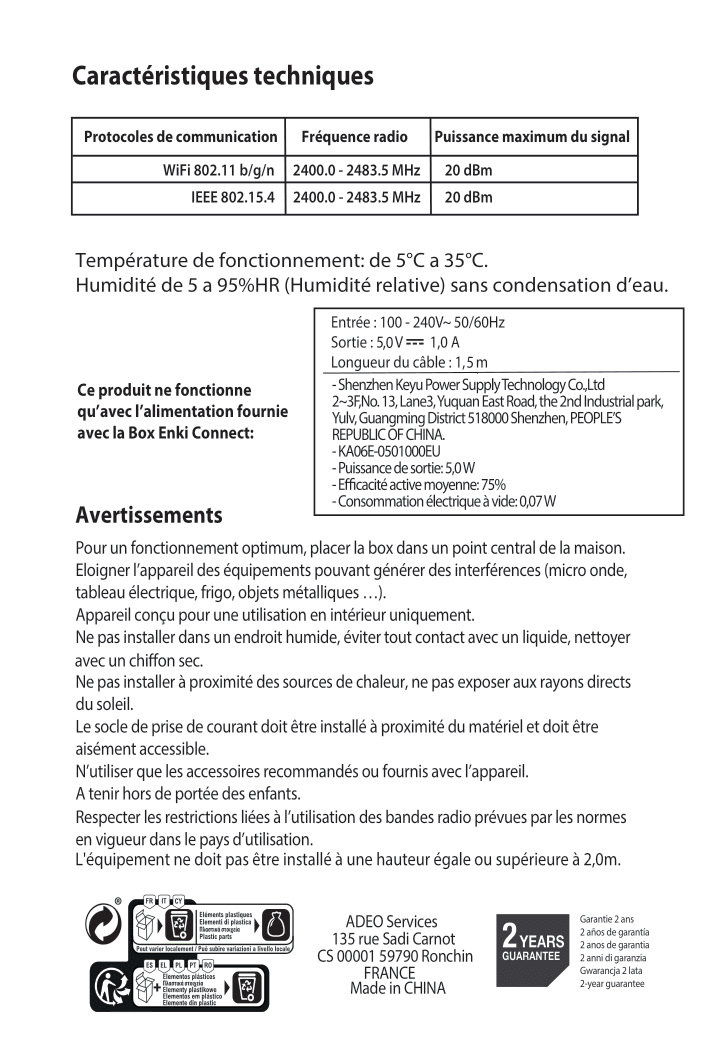 Caractéristiques techniques
Protocoles de communication Fréquence radio Puissance maximum du signal
WiFi 802.11 b/g/n 2400.0 - 2483.5 MHz 20 dBm
IEEE 802.15.4 2400.0 - 2483.5 MHz 20 dBm
Température de fonctionnement: de 5°C a 35°C.
Humidité de 5 a 95%HR (Humidité relative) sans condensation d’eau.
Ce produit ne fonctionne
qu’avec l’alimentation fournie
avec la Box Enki Connect:
Entrée : 100 - 240V~ 50/60Hz
Sortie : 5,0 V ⎓ 1,0 A
Longueur du câble : 1,5 m
- Shenzhen Keyu Power Supply Technology Co.,Ltd
2~3F,No. 13, Lane3, Yuquan East Road, the 2nd Industrial park,
Yulv, Guangming District 518000 Shenzhen, PEOPLE’S
REPUBLIC OF CHINA.
- KA06E-0501000EU
- Puissance de sortie: 5,0 W
- Efficacité active moyenne: 75%
- Consommation électrique à vide: 0,07 W
Avertissements
Pour un fonctionnement optimum, placer la box dans un point central de la maison.
Eloigner l’appareil des équipements pouvant générer des interférences (micro onde,
tableau électrique, frigo, objets métalliques …).
Appareil conçu pour une utilisation en intérieur uniquement.
Ne pas installer dans un endroit humide, éviter tout contact avec un liquide, nettoyer
avec un chiffon sec.
Ne pas installer à proximité des sources de chaleur, ne pas exposer aux rayons directs
du soleil.
Le socle de prise de courant doit être installé à proximité du matériel et doit être
aisément accessible.
N’utiliser que les accessoires recommandés ou fournis avec l’appareil.
A tenir hors de portée des enfants.
Respecter les restrictions liées à l’utilisation des bandes radio prévues par les normes
en vigueur dans le pays d’utilisation.
L'équipement ne doit pas être installé à une hauteur égale ou supérieure à 2,0m.
®
FR IT CY
Eléments plastiques
Elementi di plastica
Πλαστικά στοιχεία
Plastic parts
Peut varier localement / Può subire variazioni a livello locale
ES EL PL PT RO
Elementos plásticos
Πλαστικά στοιχεία
Elementy plastikowe
Elementos em plástico
Elemente din plastic
ADEO Services
135 rue Sadi Carnot
CS 00001 59790 Ronchin
FRANCE
Made in CHINA
2 YEARS
GUARANTEE
Garantie 2 ans
2 años de garantía
2 anos de garantia
2 anni di garanzia
Gwarancja 2 lata
2-year guarantee